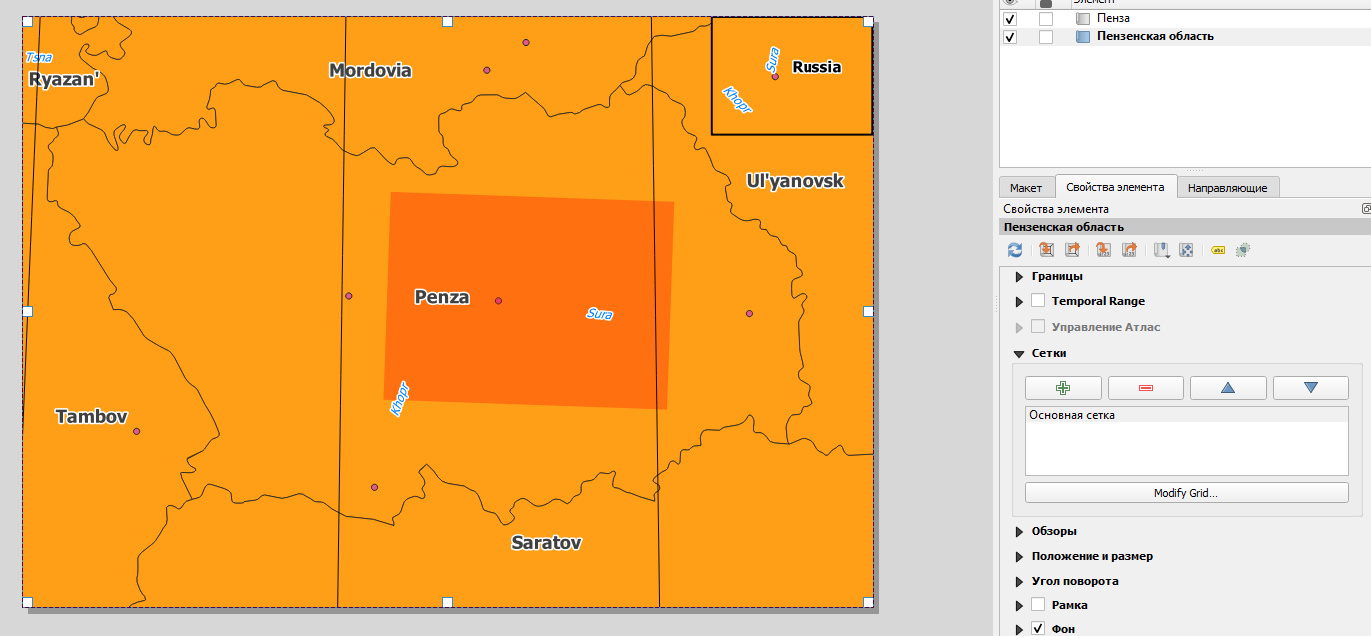 Tsna
Ryazan'
Mordovia
Sura
Russia
Khopr
Ul'yanovsk
Penza
Sura
Khopr
Tambov
Saratov
Элемент
Пенза
Пензенская область
Макет
Свойства элемента
Направляющие
Свойства элемента
Пензенская область
abc
Границы
Temporal Range
Управление Атлас
Сетки
Основная сетка
Modify Grid...
Обзоры
Положение и размер
Угол поворота
Рамка
Фон